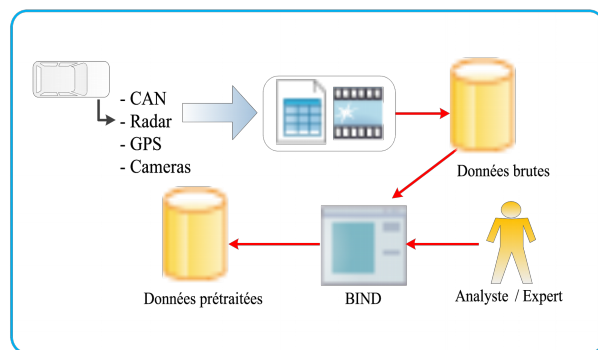 - CAN
- Radar
- GPS
- Cameras
Données brutes
Données prétraitées
BIND
Analyste / Expert